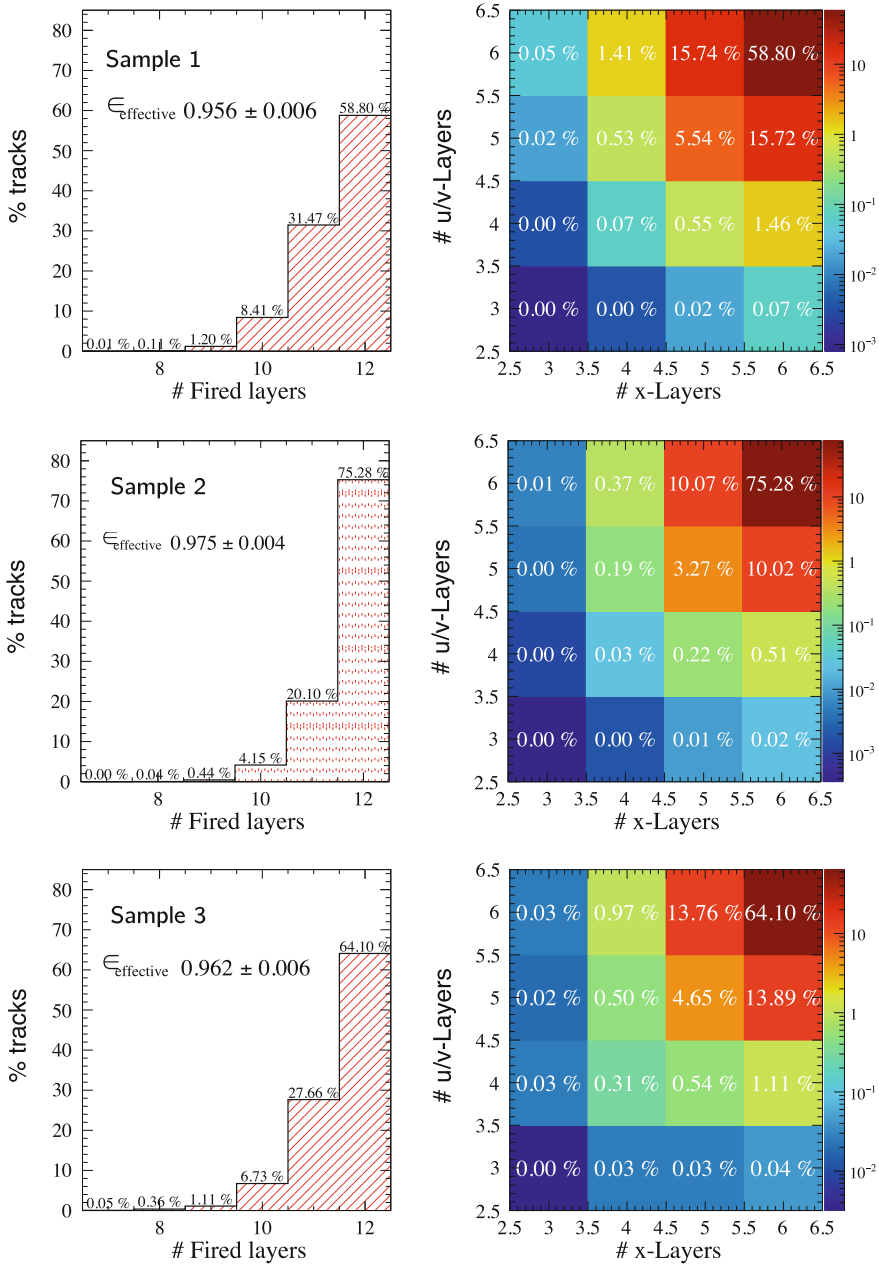 Sample 1
∈effective 0.956 ± 0.006
% tracks
80
70
60
50
40
30
20
10
0
0.01 %
0.11 %
1.20 %
8.41 %
31.47 %
58.80 %
8 10 12
# Fired layers
# u/v-Layers
6.5
6
5.5
5
4.5
4
3.5
3
2.5
0.05 % 1.41 % 15.74 % 58.80 %
0.02 % 0.53 % 5.54 % 15.72 %
0.00 % 0.07 % 0.55 % 1.46 %
0.00 % 0.00 % 0.02 % 0.07 %
2.5 3 3.5 4 4.5 5 5.5 6 6.5
# x-Layers
10
1
10⁻¹
10⁻²
10⁻³
Sample 2
∈effective 0.975 ± 0.004
% tracks
80
70
60
50
40
30
20
10
0
0.00 %
0.04 %
0.44 %
4.15 %
20.10 %
75.28 %
8 10 12
# Fired layers
# u/v-Layers
6.5
6
5.5
5
4.5
4
3.5
3
2.5
0.01 % 0.37 % 10.07 % 75.28 %
0.00 % 0.19 % 3.27 % 10.02 %
0.00 % 0.03 % 0.22 % 0.51 %
0.00 % 0.00 % 0.01 % 0.02 %
2.5 3 3.5 4 4.5 5 5.5 6 6.5
# x-Layers
10
1
10⁻¹
10⁻²
10⁻³
Sample 3
∈effective 0.962 ± 0.006
% tracks
80
70
60
50
40
30
20
10
0
0.05 %
0.36 %
1.11 %
6.73 %
27.66 %
64.10 %
8 10 12
# Fired layers
# u/v-Layers
6.5
6
5.5
5
4.5
4
3.5
3
2.5
0.03 % 0.97 % 13.76 % 64.10 %
0.02 % 0.50 % 4.65 % 13.89 %
0.03 % 0.31 % 0.54 % 1.11 %
0.00 % 0.03 % 0.03 % 0.04 %
2.5 3 3.5 4 4.5 5 5.5 6 6.5
# x-Layers
10
1
10⁻¹
10⁻²